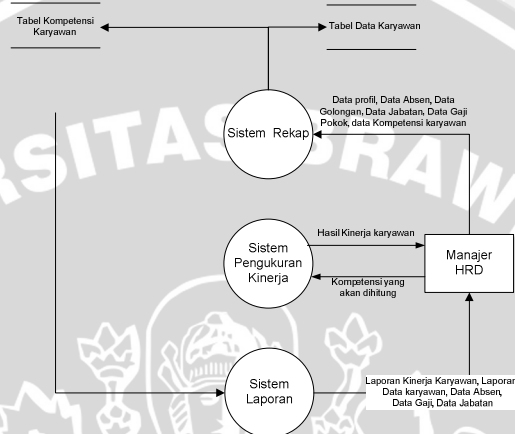 Tabel Kompetensi
Karyawan
Tabel Data Karyawan
Data profil, Data Absen, Data
Golongan, Data Jabatan, Data Gaji
Pokok, data Kompetensi karyawan
Sistem Rekap
RSITAS BRAW
Hasil Kinerja karyawan
Sistem
Pengukuran
Kinerja
Manajer
HRD
Kompetensi yang
akan dihitung
Sistem
Laporan
Laporan Kinerja Karyawan, Laporan
Data karyawan, Data Absen,
Data Gaji, Data Jabatan